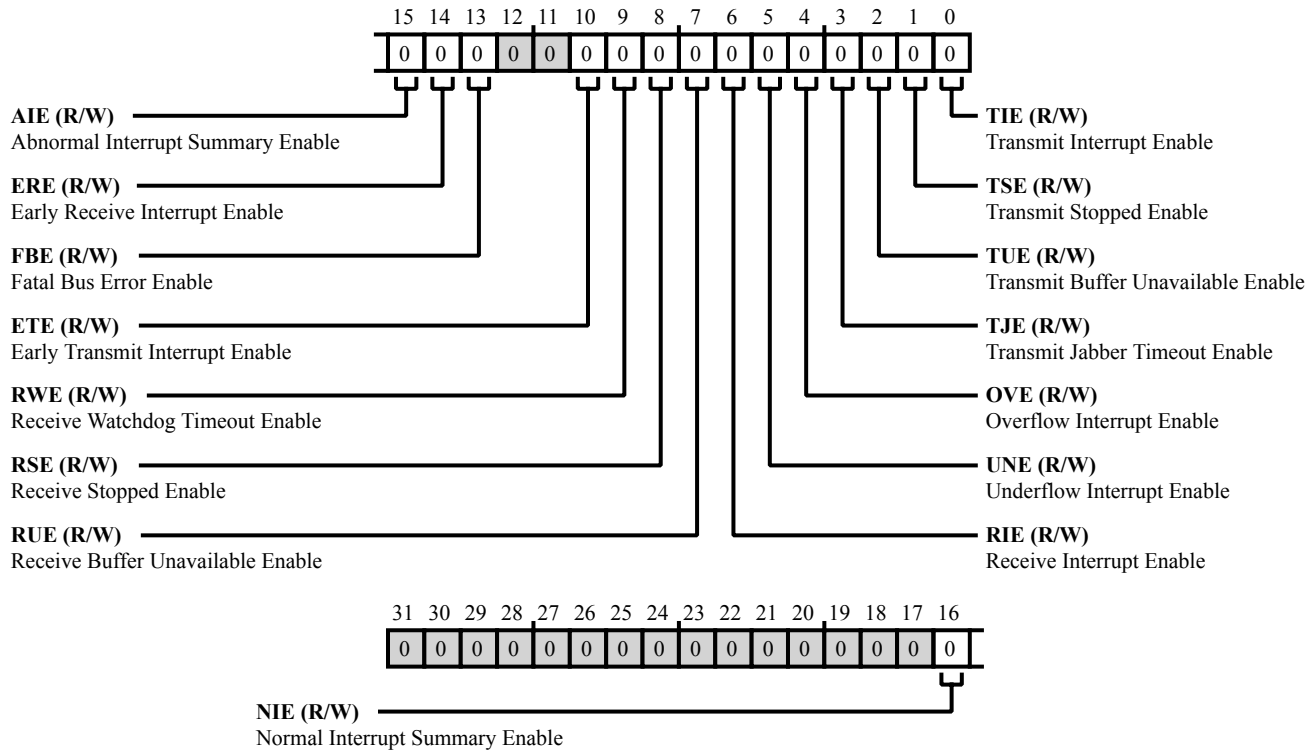 15 14 13 12 11 10 9 8 7 6 5 4 3 2 1 0
0 0 0 0 0 0 0 0 0 0 0 0 0 0 0 0
AIE (R/W)
Abnormal Interrupt Summary Enable
ERE (R/W)
Early Receive Interrupt Enable
FBE (R/W)
Fatal Bus Error Enable
ETE (R/W)
Early Transmit Interrupt Enable
RWE (R/W)
Receive Watchdog Timeout Enable
RSE (R/W)
Receive Stopped Enable
RUE (R/W)
Receive Buffer Unavailable Enable
TIE (R/W)
Transmit Interrupt Enable
TSE (R/W)
Transmit Stopped Enable
TUE (R/W)
Transmit Buffer Unavailable Enable
TJE (R/W)
Transmit Jabber Timeout Enable
OVE (R/W)
Overflow Interrupt Enable
UNE (R/W)
Underflow Interrupt Enable
RIE (R/W)
Receive Interrupt Enable
31 30 29 28 27 26 25 24 23 22 21 20 19 18 17 16
0 0 0 0 0 0 0 0 0 0 0 0 0 0 0 0
NIE (R/W)
Normal Interrupt Summary Enable